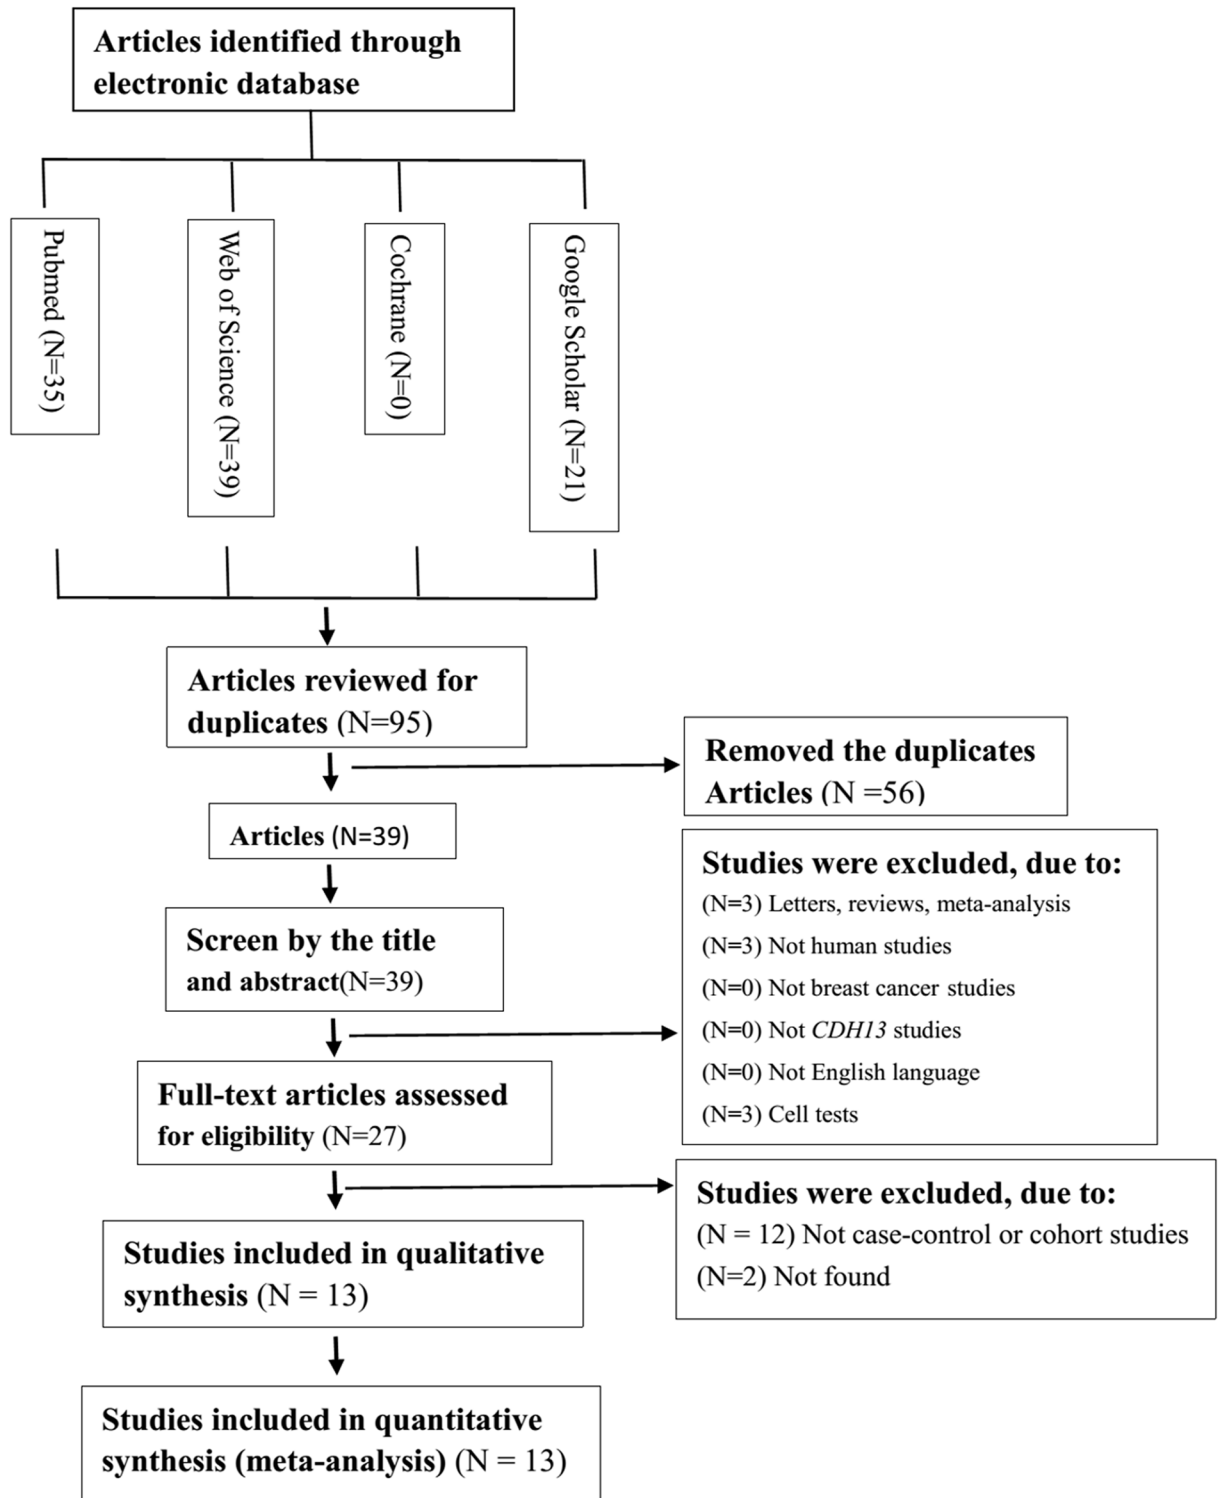 Articles identified through
electronic database
Pubmed (N=35)
Web of Science (N=39)
Cochrane (N=0)
Google Scholar (N=21)
Articles reviewed for
duplicates (N=95)
Removed the duplicates
Articles (N =56)
Articles (N=39)
Studies were excluded, due to:
(N=3) Letters, reviews, meta-analysis
(N=3) Not human studies
(N=0) Not breast cancer studies
(N=0) Not CDH13 studies
(N=0) Not English language
(N=3) Cell tests
Screen by the title
and abstract(N=39)
Full-text articles assessed
for eligibility (N=27)
Studies were excluded, due to:
(N = 12) Not case-control or cohort studies
(N=2) Not found
Studies included in qualitative
synthesis (N = 13)
Studies included in quantitative
synthesis (meta-analysis) (N = 13)